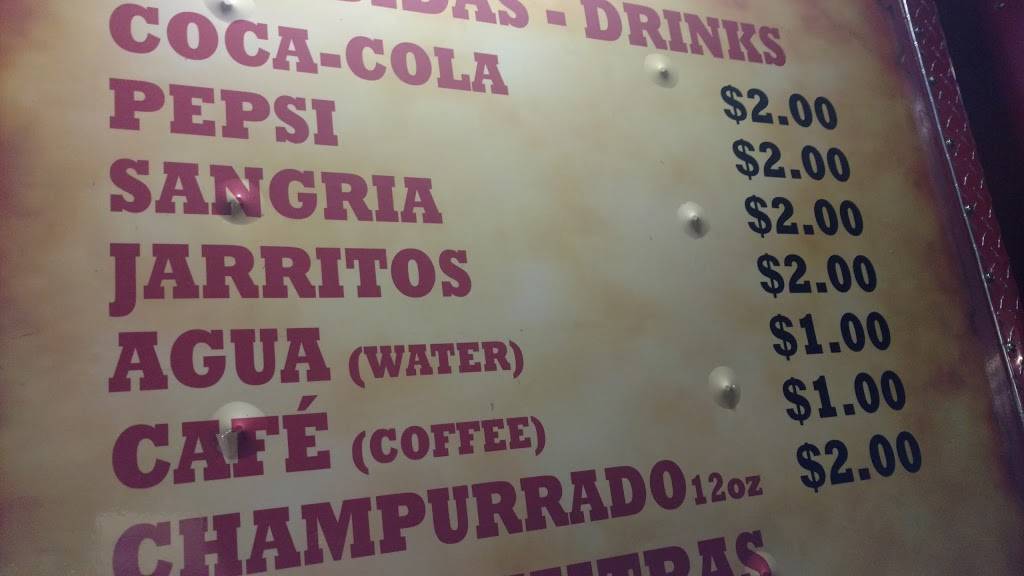 - DRINKS
COCA-COLA $2.00
PEPSI $2.00
SANGRIA $2.00
JARRITOS $2.00
AGUA (WATER) $1.00
CAFÉ (COFFEE) $1.00
CHAMPURRADO 12oz $2.00